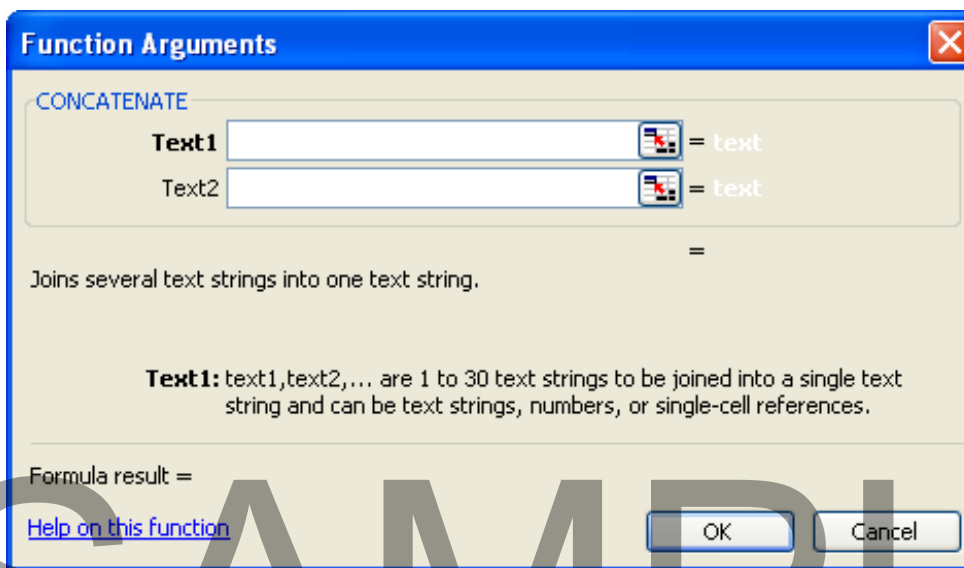 Function Arguments
CONCATENATE
Text1 = text
Text2 = text
=
Joins several text strings into one text string.
Text1: text1,text2,... are 1 to 30 text strings to be joined into a single text
string and can be text strings, numbers, or single-cell references.
Formula result =
Help on this function OK Cancel